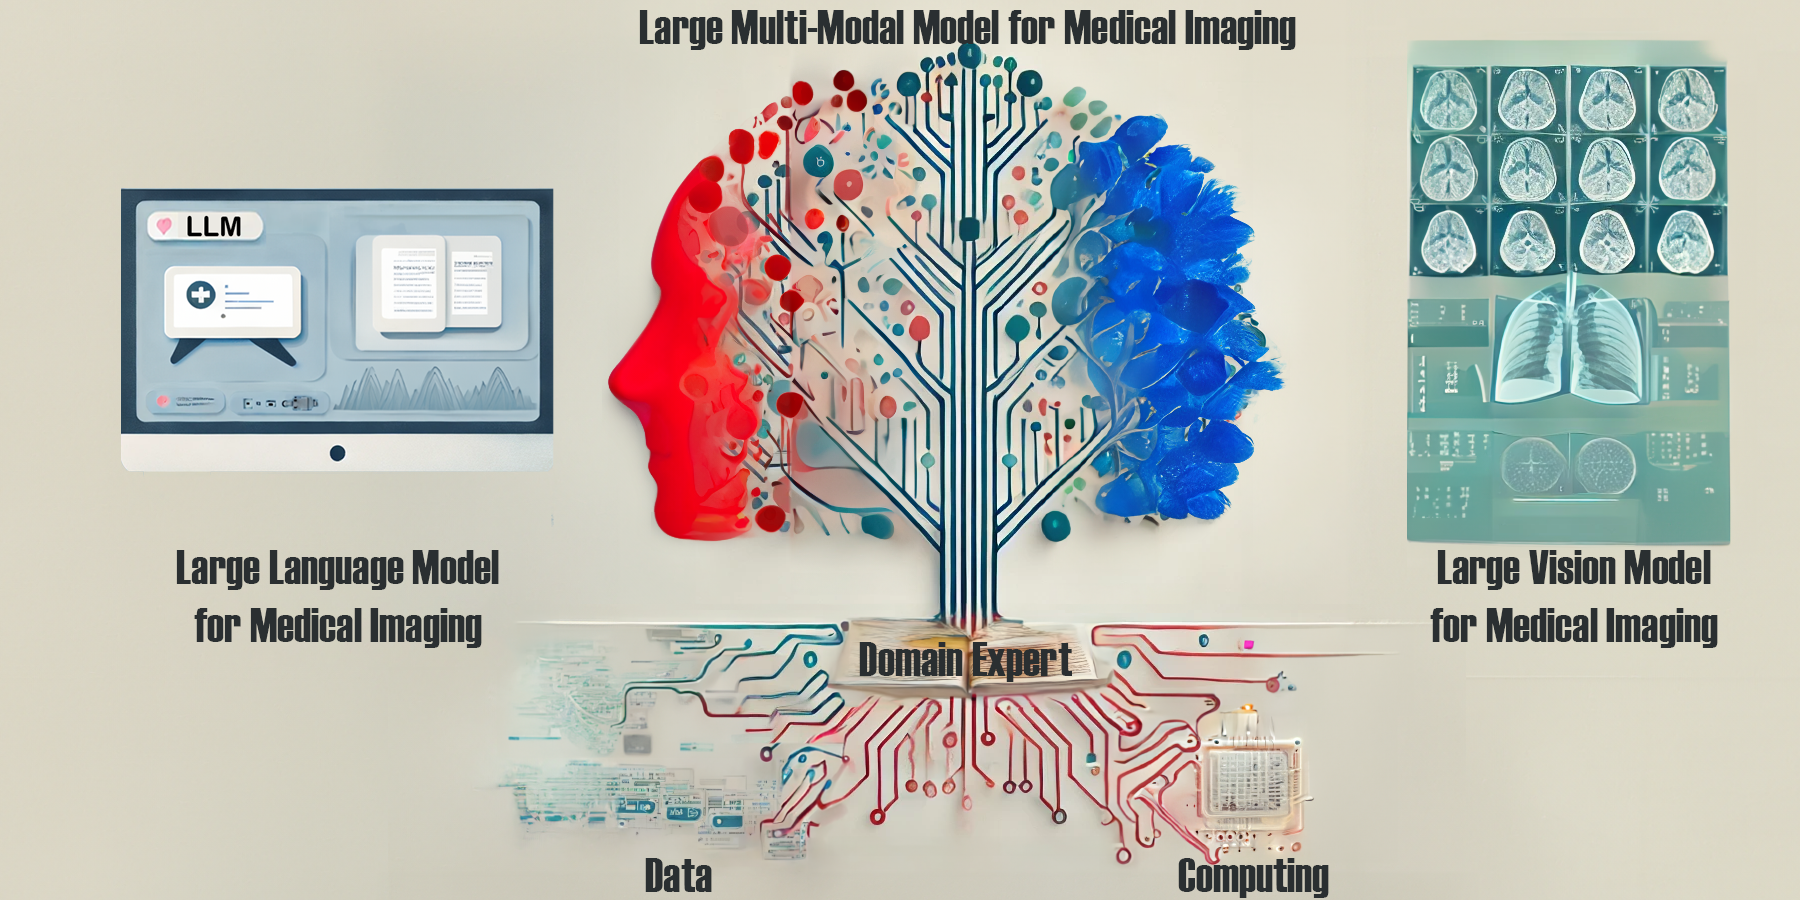 Large Multi-Modal Model for Medical Imaging
LLM
Large Language Model
for Medical Imaging
Large Vision Model
for Medical Imaging
Domain Expert
Data
Computing